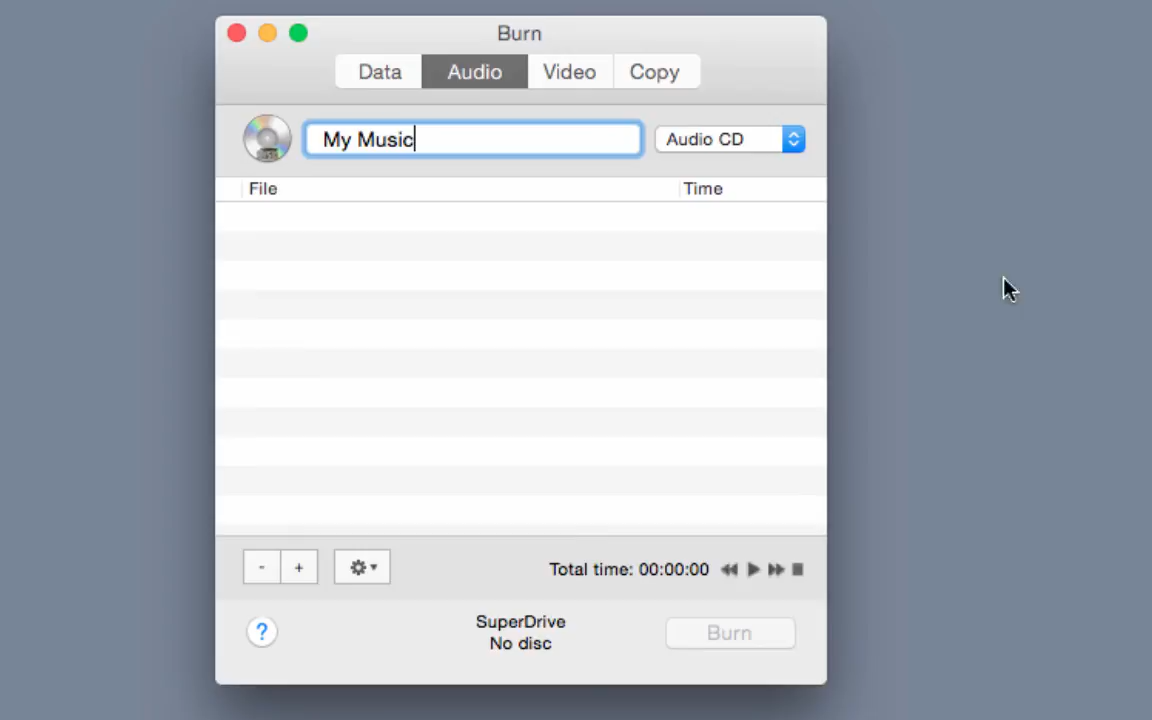 Burn
Data Audio Video Copy
My Music Audio CD
File Time
- +
Total time: 00:00:00
?
SuperDrive
No disc
Burn